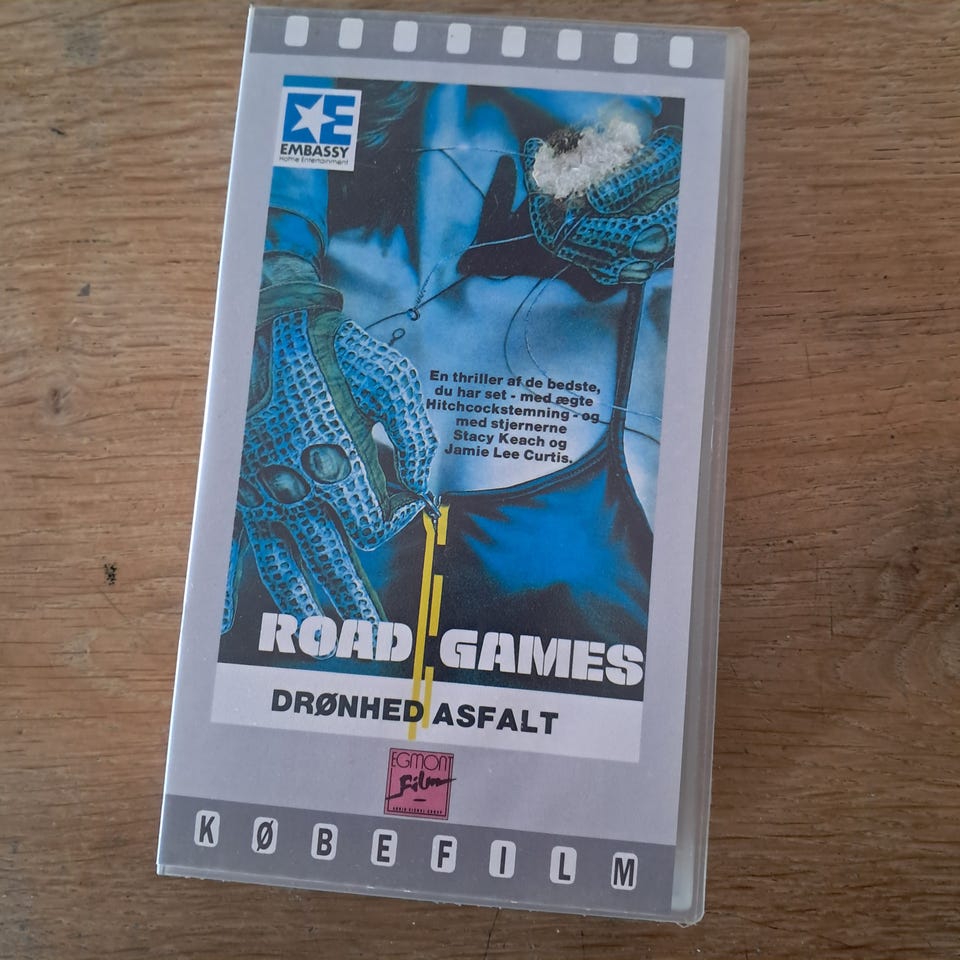 E
EMBASSY
Home Entertainment
En thriller af de bedste,
du har set - med ægte
Hitchcockstemning - og
med stjernerne
Stacy Keach og
Jamie Lee Curtis.
ROAD GAMES
DRØNHED ASFALT
EGMONT
Film
KØBEFILM